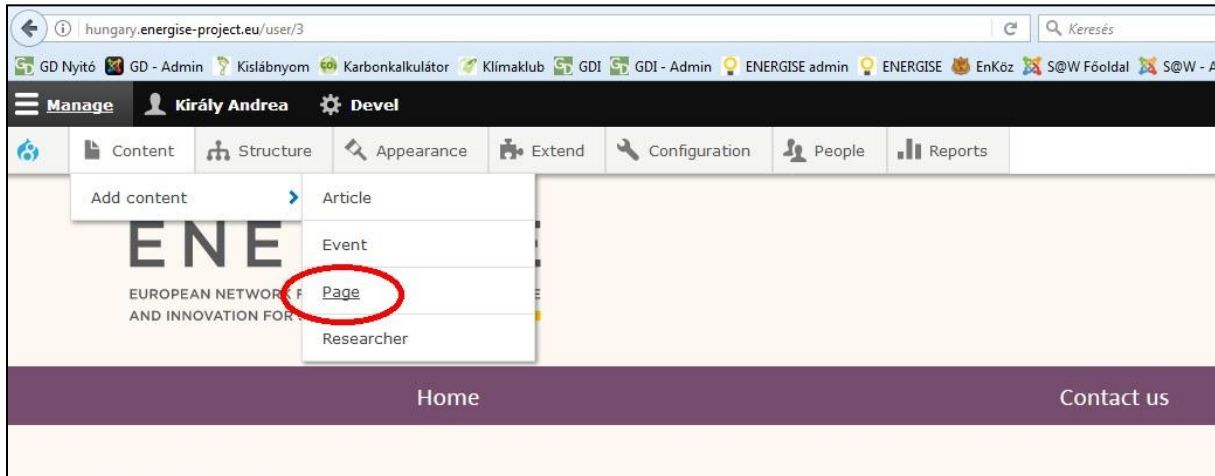 hungary.energise-project.eu/user/3 Keresés
GD Nyitó GD - Admin Kislábnyom Karbonkalkulátor Klímaklub GDI GDI - Admin ENERGISE admin ENERGISE EnKöz S@W Főoldal S@W - A
Manage Király Andrea Devel
Content Structure Appearance Extend Configuration People Reports
Add content Article
ENE
Event
EUROPEAN NETWORK F Page E
AND INNOVATION FOR
Researcher
Home Contact us